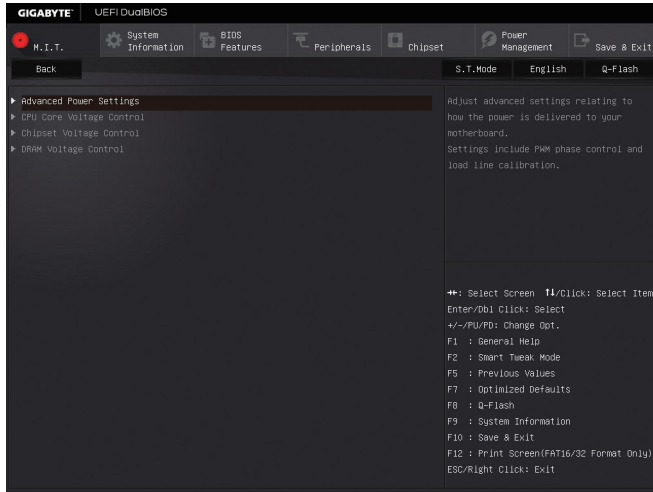 GIGABYTE™ UEFI DualBIOS
M.I.T.
System Information
BIOS Features
Peripherals
Chipset
Power Management
Save & Exit
Back
S.T.Mode English Q-Flash
Advanced Power Settings
CPU Core Voltage Control
Chipset Voltage Control
DRAM Voltage Control
Adjust advanced settings relating to
how the power is delivered to your
motherboard.
Settings include PWM phase control and
load line calibration.
→←: Select Screen ↑↓/Click: Select Item
Enter/Dbl Click: Select
+/-/PU/PD: Change Opt.
F1 : General Help
F2 : Smart Tweak Mode
F5 : Previous Values
F7 : Optimized Defaults
F8 : Q-Flash
F9 : System Information
F10 : Save & Exit
F12 : Print Screen(FAT16/32 Format Only)
ESC/Right Click: Exit